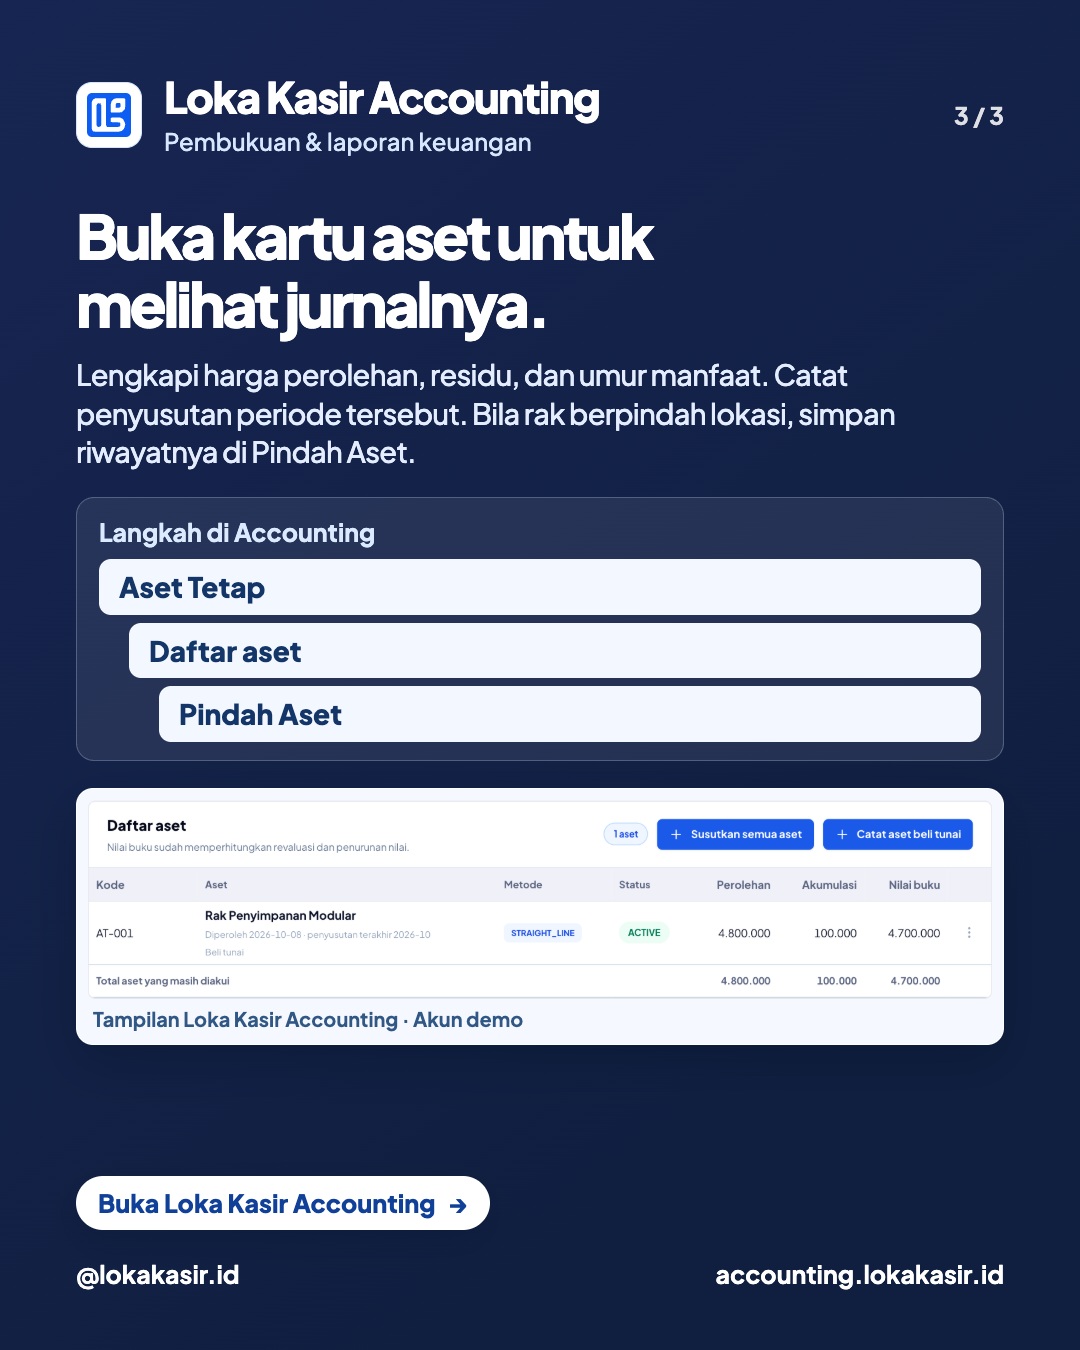 Loka Kasir Accounting
Pembukuan & laporan keuangan
3 / 3
Buka kartu aset untuk
melihat jurnalnya.
Lengkapi harga perolehan, residu, dan umur manfaat. Catat
penyusutan periode tersebut. Bila rak berpindah lokasi, simpan
riwayatnya di Pindah Aset.
Langkah di Accounting
Aset Tetap
Daftar aset
Pindah Aset
Daftar aset
Nilai buku sudah memperhitungkan revaluasi dan penurunan nilai.
1 aset
+ Susutkan semua aset
+ Catat aset beli tunai
Kode Aset Metode Status Perolehan Akumulasi Nilai buku
Rak Penyimpanan Modular
AT-001 Diperoleh 2026-10-08 · penyusutan terakhir 2026-10 STRAIGHT_LINE ACTIVE 4.800.000 100.000 4.700.000
Beli tunai
Total aset yang masih diakui 4.800.000 100.000 4.700.000
Tampilan Loka Kasir Accounting · Akun demo
Buka Loka Kasir Accounting →
@lokakasir.id
accounting.lokakasir.id